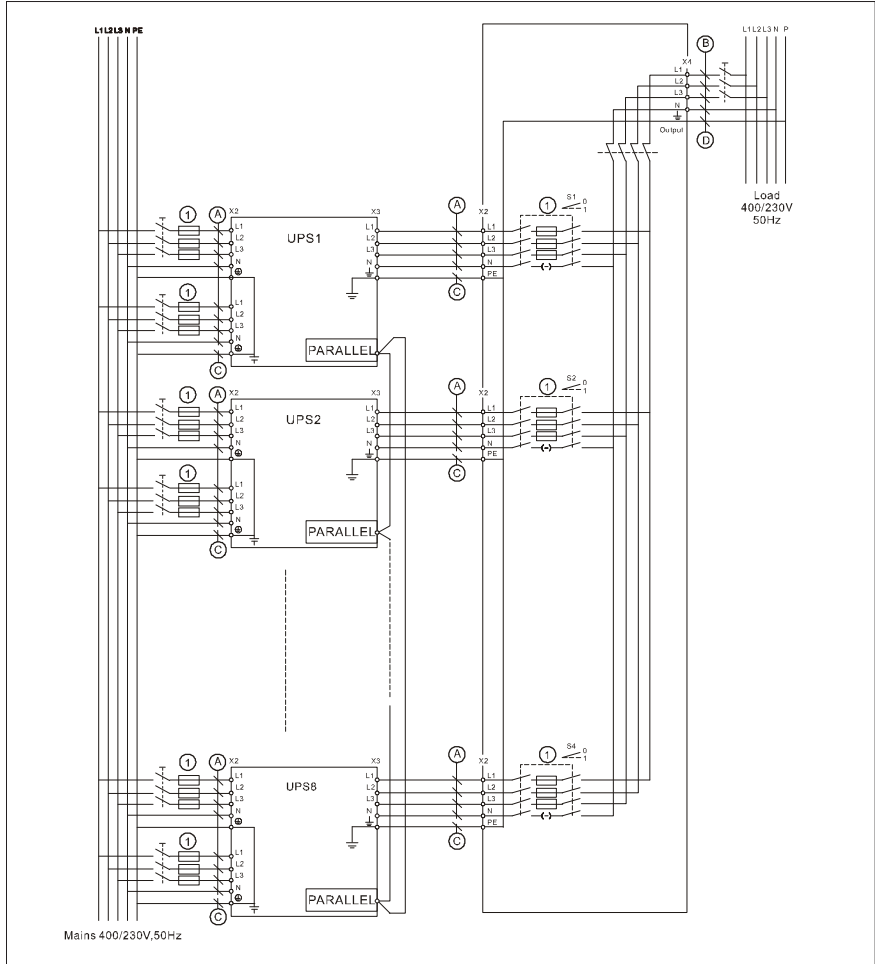 L1 L2 L3 N PE
L1 L2 L3 N P
B
X4
L1
L2
L3
N
Output
D
Load
400/230V
50Hz
1
A
X2
X3
A
X2
1
S1
0
1
L1
L2
L3
N
UPS1
L1
L2
L3
N
L1
L2
L3
N
PE
(-)
C
1
L1
L2
L3
N
PARALLEL
C
1
A
X2
X3
A
X2
1
S2
0
1
L1
L2
L3
N
UPS2
L1
L2
L3
N
L1
L2
L3
N
PE
(-)
C
1
L1
L2
L3
N
PARALLEL
C
1
A
X2
X3
A
X2
1
S4
0
1
L1
L2
L3
N
UPS8
L1
L2
L3
N
L1
L2
L3
N
PE
(-)
C
1
L1
L2
L3
N
PARALLEL
C
Mains 400/230V,50Hz